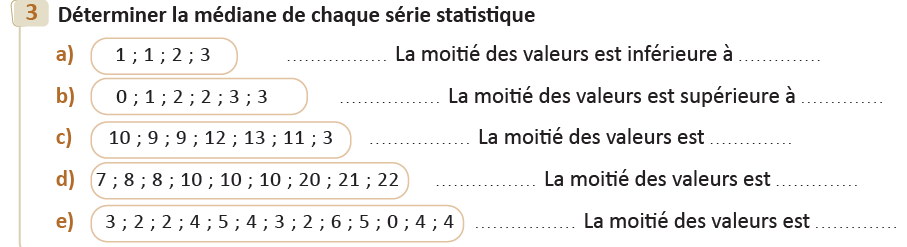 3 Déterminer la médiane de chaque série statistique
a) 1 ; 1 ; 2 ; 3 .................. La moitié des valeurs est inférieure à ...............
b) 0 ; 1 ; 2 ; 2 ; 3 ; 3 .................. La moitié des valeurs est supérieure à ...............
c) 10 ; 9 ; 9 ; 12 ; 13 ; 11 ; 3 .................. La moitié des valeurs est ...............
d) 7 ; 8 ; 8 ; 10 ; 10 ; 10 ; 20 ; 21 ; 22 .................. La moitié des valeurs est ...............
e) 3 ; 2 ; 2 ; 4 ; 5 ; 4 ; 3 ; 2 ; 6 ; 5 ; 0 ; 4 ; 4 .................. La moitié des valeurs est ...............